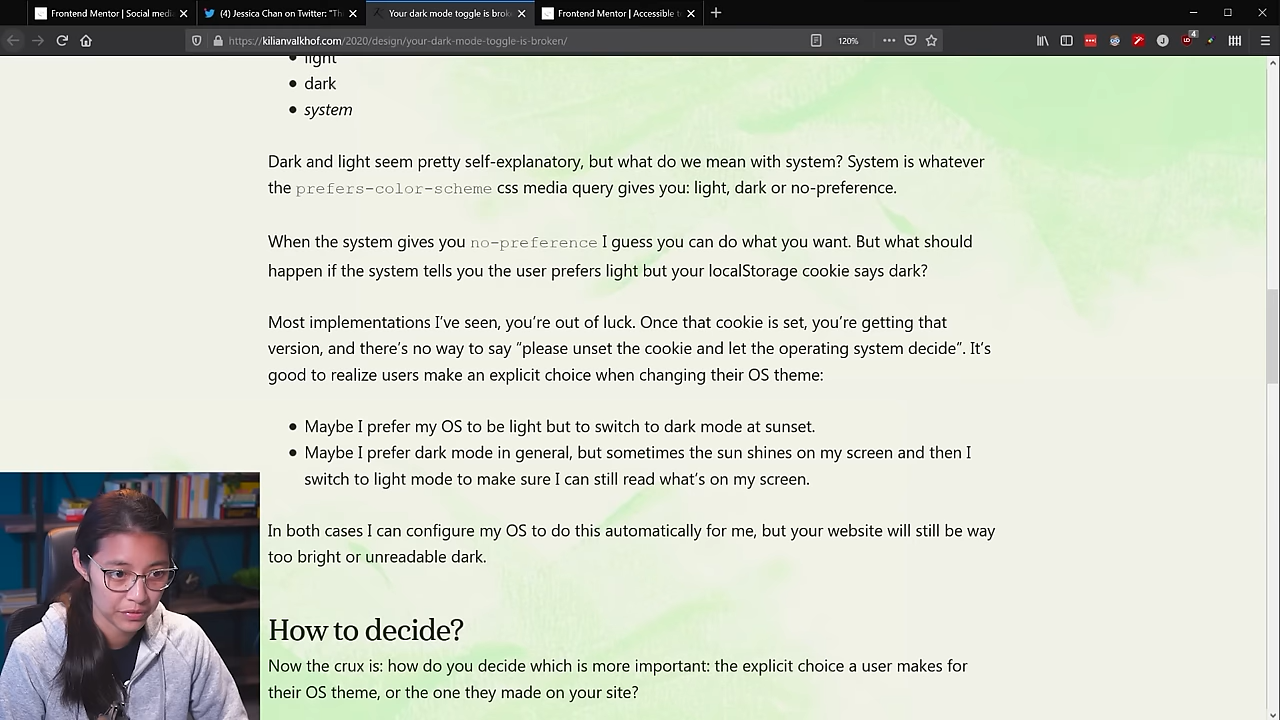 Frontend Mentor | Social medi
(4) Jessica Chan on Twitter: "Th
Your dark mode toggle is brok
Frontend Mentor | Accessible t
https://kilianvalkhof.com/2020/design/your-dark-mode-toggle-is-broken/
120%
4
light
dark
system
Dark and light seem pretty self-explanatory, but what do we mean with system? System is whatever
the prefers-color-scheme css media query gives you: light, dark or no-preference.
When the system gives you no-preference I guess you can do what you want. But what should
happen if the system tells you the user prefers light but your localStorage cookie says dark?
Most implementations I've seen, you're out of luck. Once that cookie is set, you're getting that
version, and there's no way to say "please unset the cookie and let the operating system decide". It's
good to realize users make an explicit choice when changing their OS theme:
Maybe I prefer my OS to be light but to switch to dark mode at sunset.
Maybe I prefer dark mode in general, but sometimes the sun shines on my screen and then I
switch to light mode to make sure I can still read what's on my screen.
In both cases I can configure my OS to do this automatically for me, but your website will still be way
too bright or unreadable dark.
How to decide?
Now the crux is: how do you decide which is more important: the explicit choice a user makes for
their OS theme, or the one they made on your site?